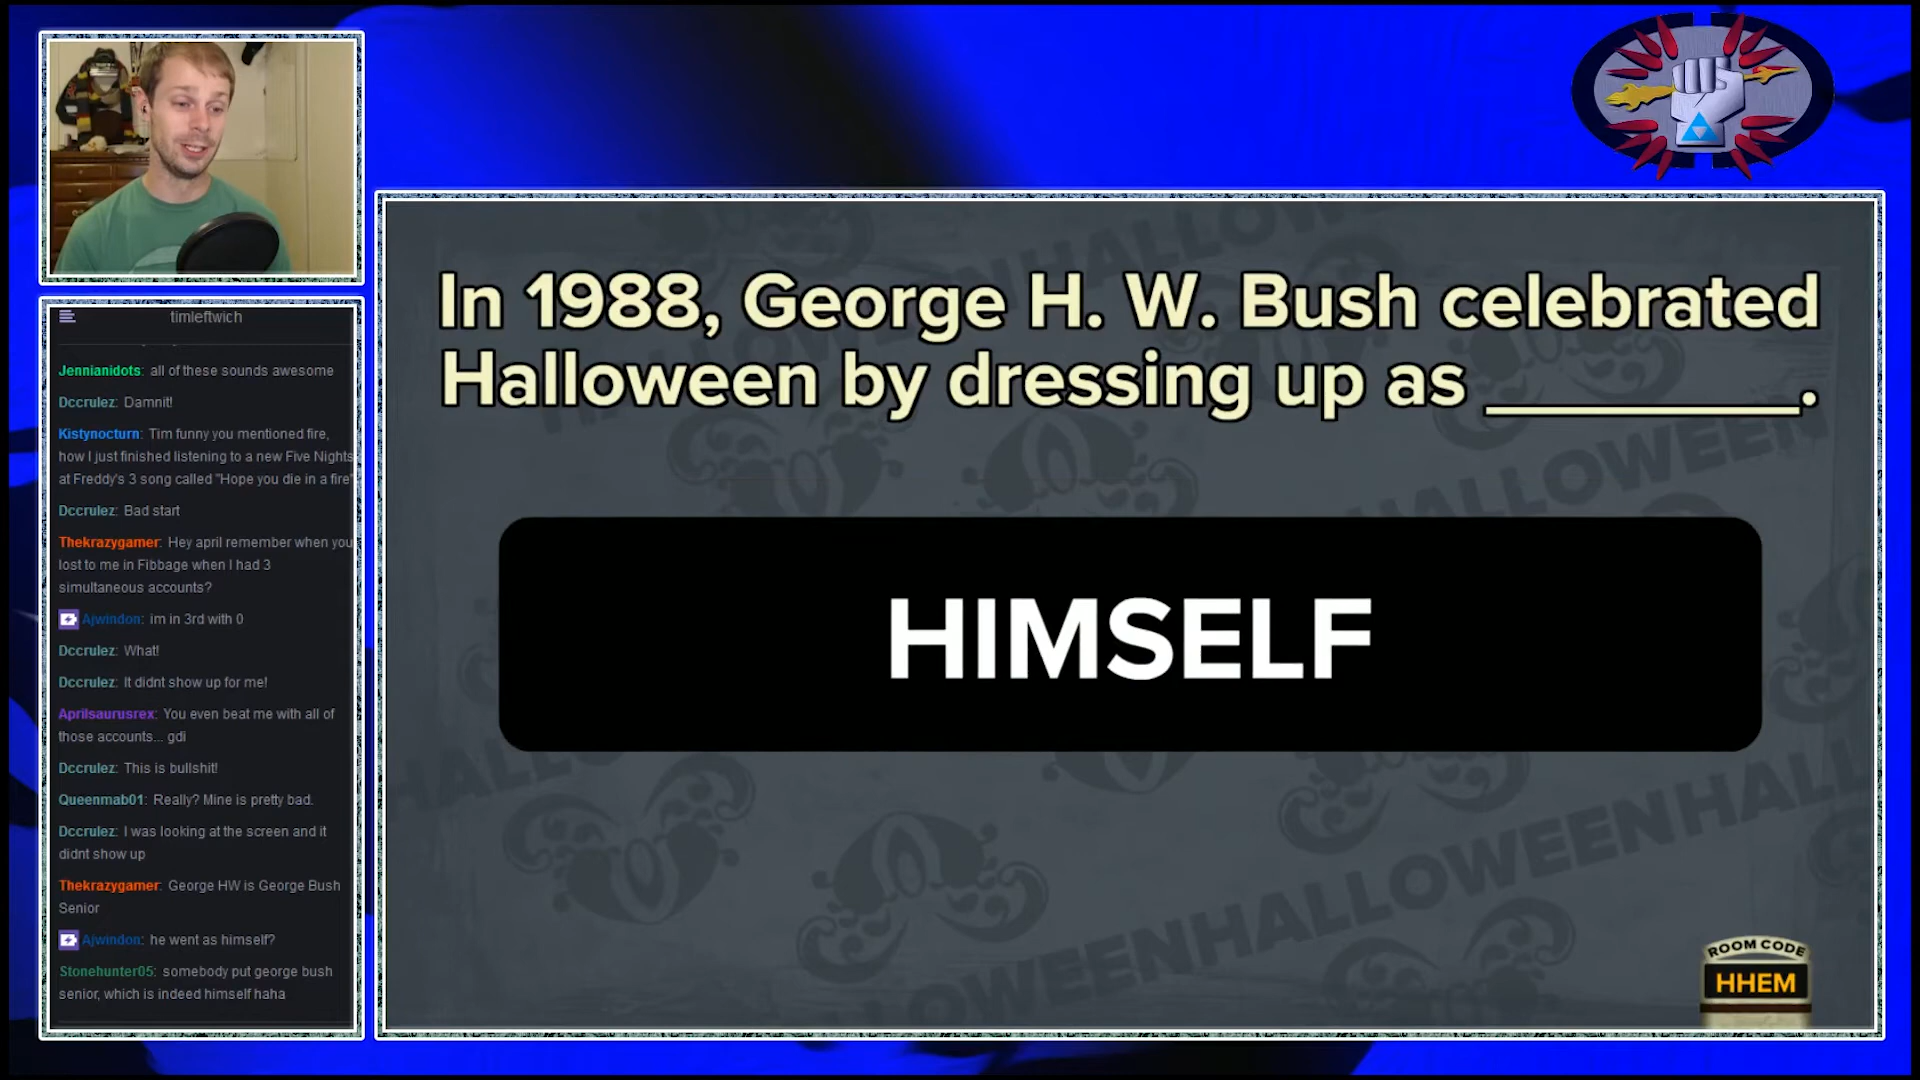 timleftwich
Jennianidots: all of these sounds awesome
Dccrulez: Damnit!
Kistynocturn: Tim funny you mentioned fire,
how I just finished listening to a new Five Nights
at Freddy's 3 song called "Hope you die in a fire"
Dccrulez: Bad start
Thekrazygamer: Hey april remember when you
lost to me in Fibbage when I had 3
simultaneous accounts?
Ajwindon: im in 3rd with 0
Dccrulez: What!
Dccrulez: It didnt show up for me!
Aprilsaurusrex: You even beat me with all of
those accounts... gdi
Dccrulez: This is bullshit!
Queenmab01: Really? Mine is pretty bad.
Dccrulez: I was looking at the screen and it
didnt show up
Thekrazygamer: George HW is George Bush
Senior
Ajwindon: he went as himself?
Stonehunter05: somebody put george bush
senior, which is indeed himself haha
In 1988, George H. W. Bush celebrated
Halloween by dressing up as __________.
HIMSELF
ROOM CODE
HHEM